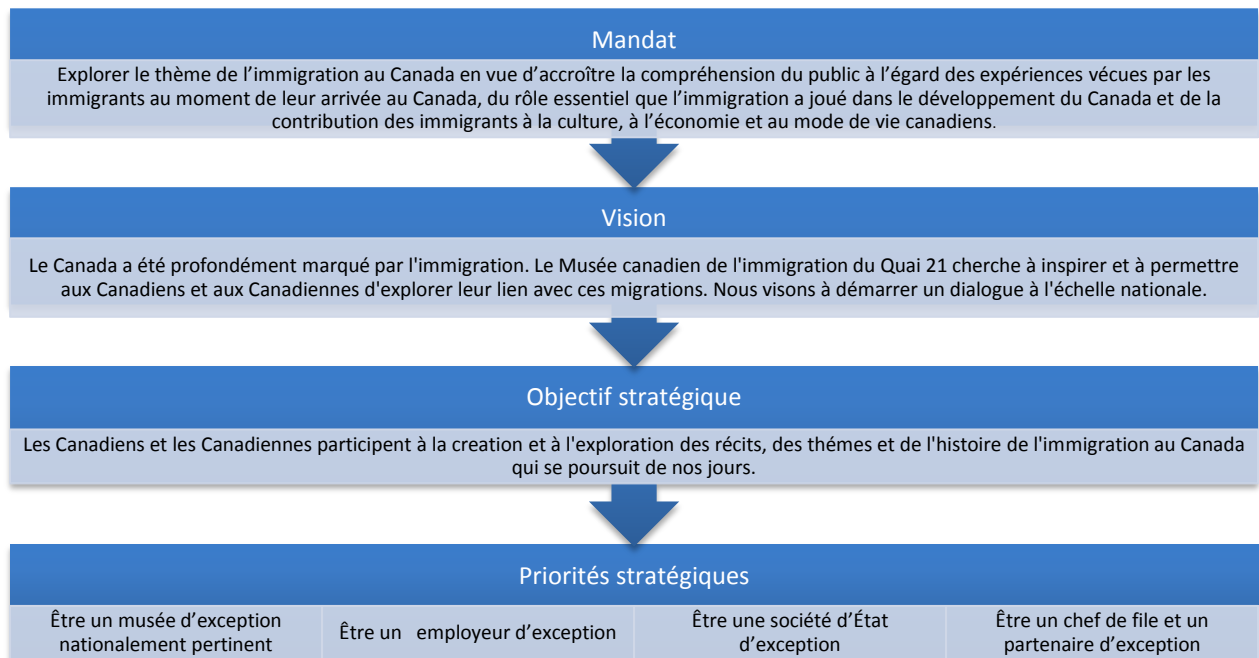 Mandat
Explorer le thème de l’immigration au Canada en vue d’accroître la compréhension du public à l’égard des expériences vécues par les
immigrants au moment de leur arrivée au Canada, du rôle essentiel que l’immigration a joué dans le développement du Canada et de la
contribution des immigrants à la culture, à l’économie et au mode de vie canadiens.
Vision
Le Canada a été profondément marqué par l'immigration. Le Musée canadien de l'immigration du Quai 21 cherche à inspirer et à permettre
aux Canadiens et aux Canadiennes d'explorer leur lien avec ces migrations. Nous visons à démarrer un dialogue à l'échelle nationale.
Objectif stratégique
Les Canadiens et les Canadiennes participent à la creation et à l'exploration des récits, des thémes et de l'histoire de l'immigration au Canada
qui se poursuit de nos jours.
Priorités stratégiques
Être un musée d’exception
nationalement pertinent
Être un employeur d’exception
Être une société d’État
d’exception
Être un chef de file et un
partenaire d’exception